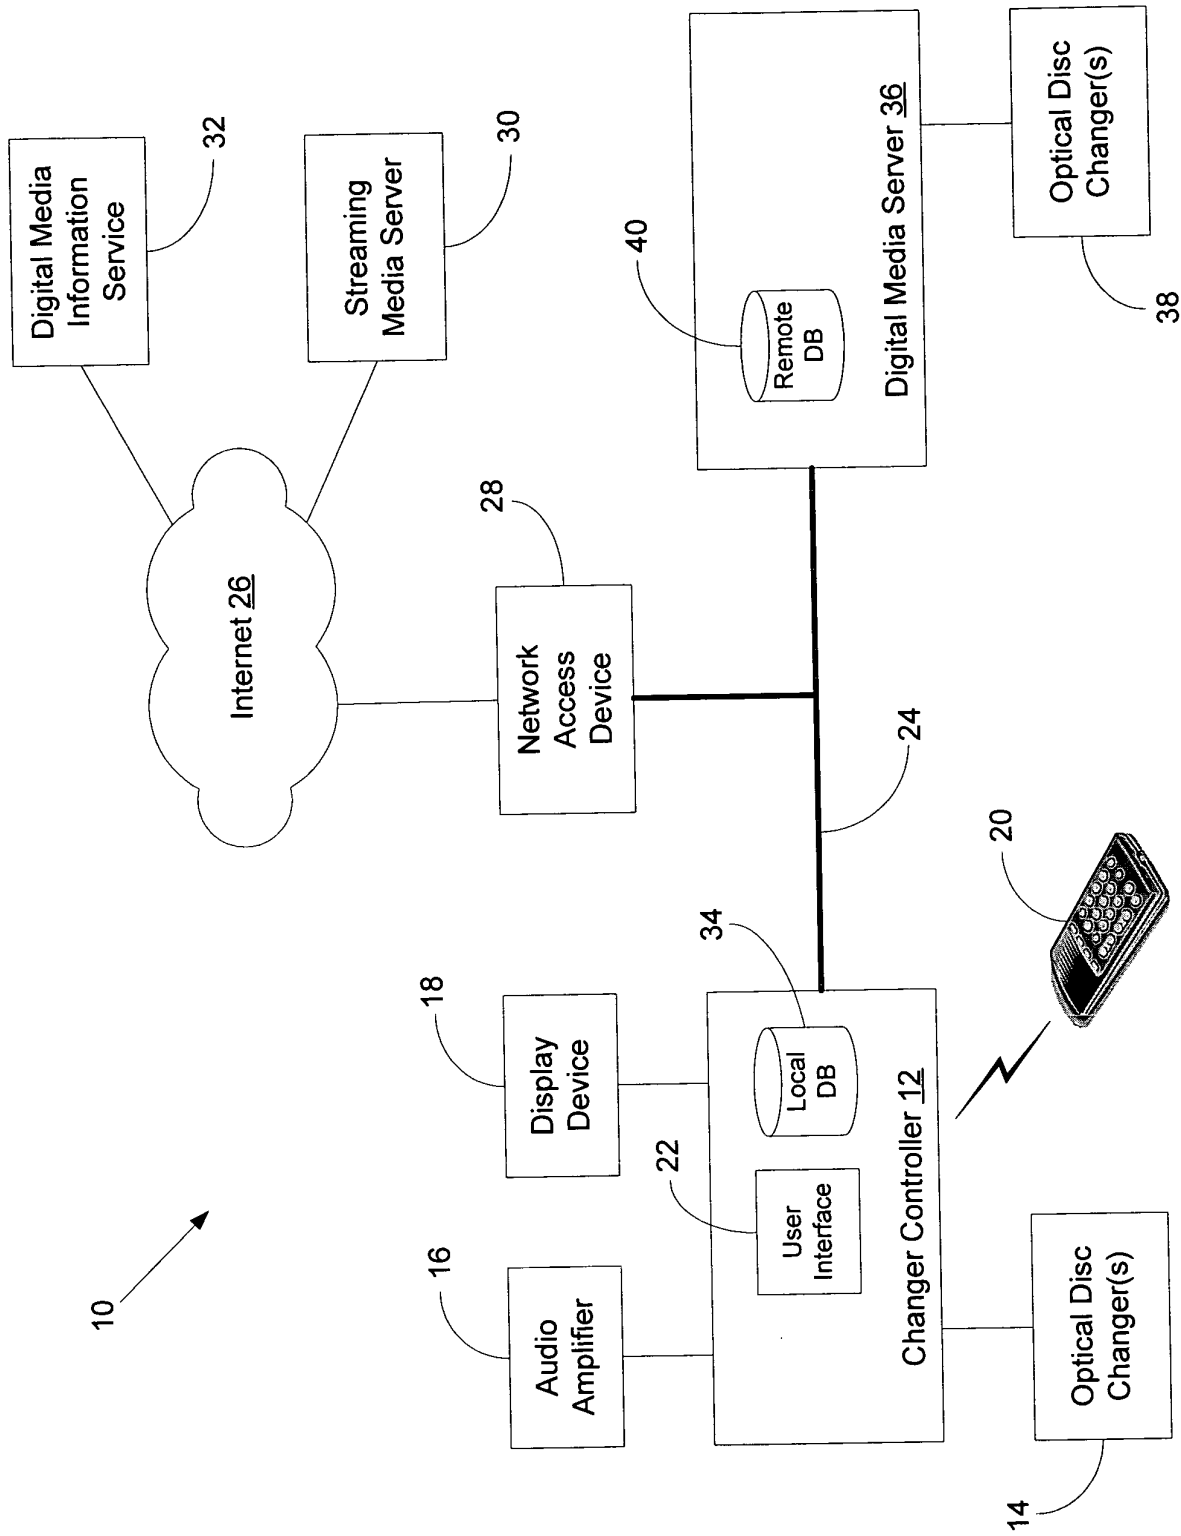 10
Digital Media
Information
Service
32
Streaming
Media Server
30
Internet 26
Network
Access
Device
28
Audio
Amplifier
16
Display
Device
18
User
Interface
22
Local
DB
34
Changer Controller 12
24
Remote
DB
40
Digital Media Server 36
Optical Disc
Changer(s)
14
20
Optical Disc
Changer(s)
38